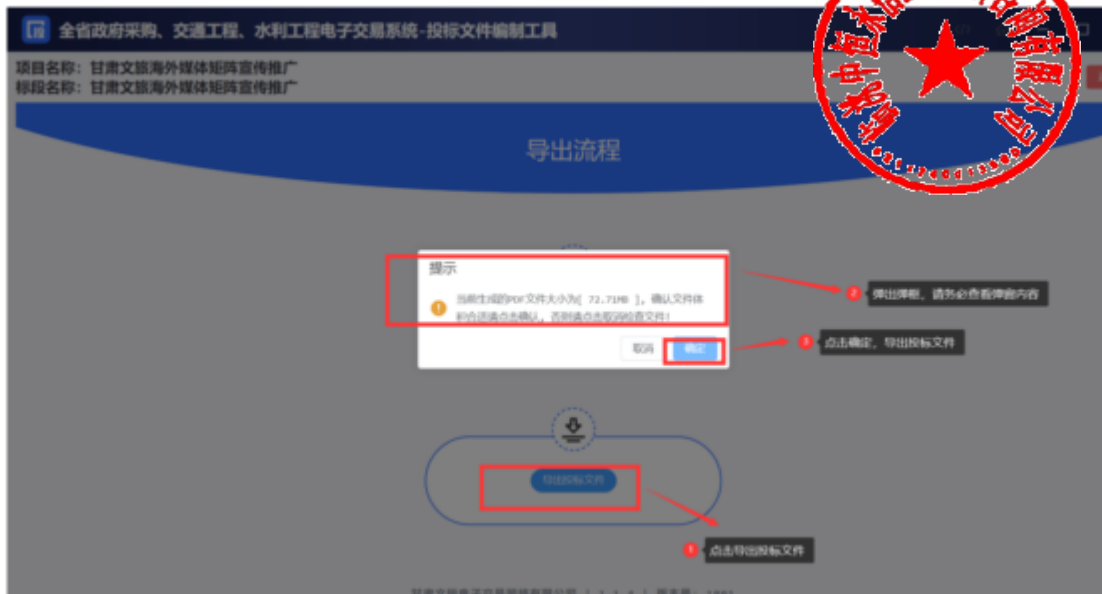 全省政府采购、交通工程、水利工程电子交易系统-投标文件编制工具
项目名称：甘肃文旅海外媒体矩阵宣传推广
标段名称：甘肃文旅海外媒体矩阵宣传推广
导出流程
提示
当前生成的PDF文件大小为[ 72.71MB ]，确认文件体
积合适请点击确认，否则请点击取消检查文件！
取消 确定
2 弹出弹框，请务必查看弹窗内容
3 点击确定，导出投标文件
导出投标文件
1 点击导出投标文件